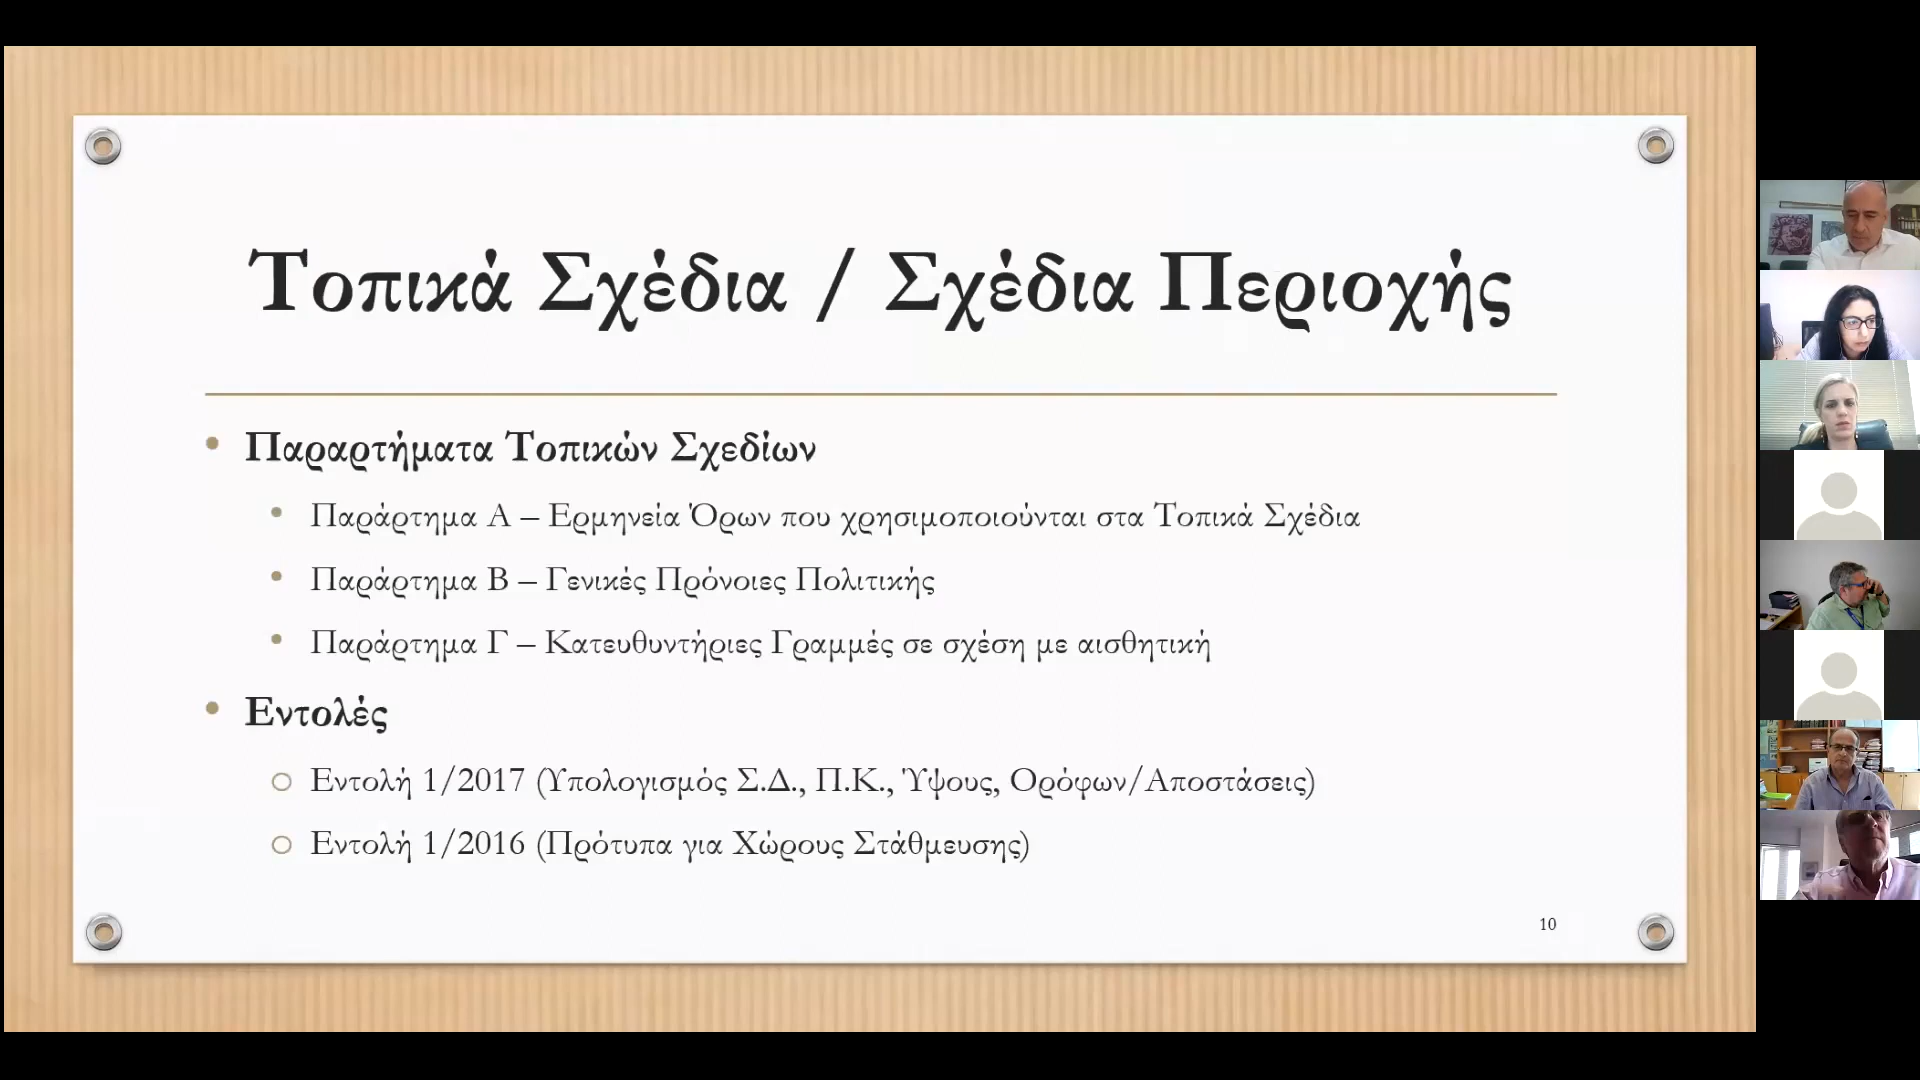 Τοπικά Σχέδια / Σχέδια Περιοχής
• Παραρτήματα Τοπικών Σχεδίων
• Παράρτημα Α – Ερμηνεία Όρων που χρησιμοποιούνται στα Τοπικά Σχέδια
• Παράρτημα Β – Γενικές Πρόνοιες Πολιτικής
• Παράρτημα Γ – Κατευθυντήριες Γραμμές σε σχέση με αισθητική
• Εντολές
○ Εντολή 1/2017 (Υπολογισμός Σ.Δ., Π.Κ., Ύψους, Ορόφων/Αποστάσεις)
○ Εντολή 1/2016 (Πρότυπα για Χώρους Στάθμευσης)
10